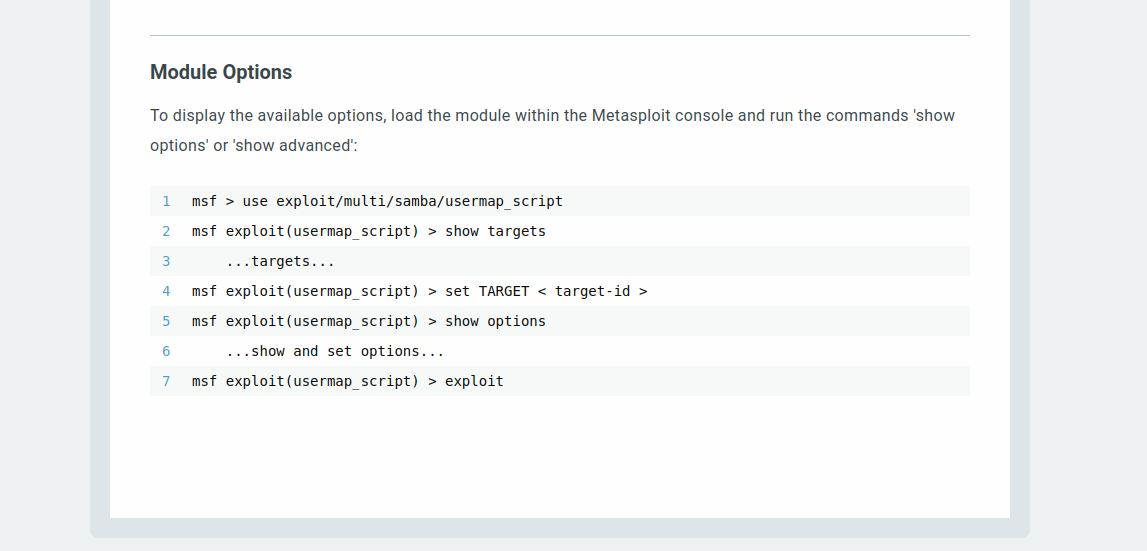 Module Options
To display the available options, load the module within the Metasploit console and run the commands 'show
options' or 'show advanced':
1 msf > use exploit/multi/samba/usermap_script
2 msf exploit(usermap_script) > show targets
3     ...targets...
4 msf exploit(usermap_script) > set TARGET < target-id >
5 msf exploit(usermap_script) > show options
6     ...show and set options...
7 msf exploit(usermap_script) > exploit